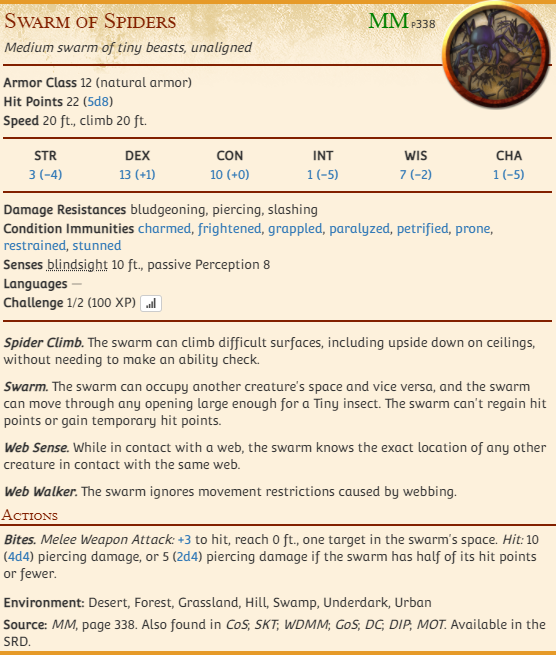 Swarm of Spiders MM P338
Medium swarm of tiny beasts, unaligned
Armor Class 12 (natural armor)
Hit Points 22 (5d8)
Speed 20 ft., climb 20 ft.
STR DEX CON INT WIS CHA
3 (−4) 13 (+1) 10 (+0) 1 (−5) 7 (−2) 1 (−5)
Damage Resistances bludgeoning, piercing, slashing
Condition Immunities charmed, frightened, grappled, paralyzed, petrified, prone,
restrained, stunned
Senses blindsight 10 ft., passive Perception 8
Languages —
Challenge 1/2 (100 XP)
Spider Climb. The swarm can climb difficult surfaces, including upside down on ceilings,
without needing to make an ability check.
Swarm. The swarm can occupy another creature's space and vice versa, and the swarm
can move through any opening large enough for a Tiny insect. The swarm can't regain hit
points or gain temporary hit points.
Web Sense. While in contact with a web, the swarm knows the exact location of any other
creature in contact with the same web.
Web Walker. The swarm ignores movement restrictions caused by webbing.
Actions
Bites. Melee Weapon Attack: +3 to hit, reach 0 ft., one target in the swarm's space. Hit: 10
(4d4) piercing damage, or 5 (2d4) piercing damage if the swarm has half of its hit points
or fewer.
Environment: Desert, Forest, Grassland, Hill, Swamp, Underdark, Urban
Source: MM, page 338. Also found in CoS; SKT; WDMM; GoS; DC; DIP; MOT. Available in the
SRD.